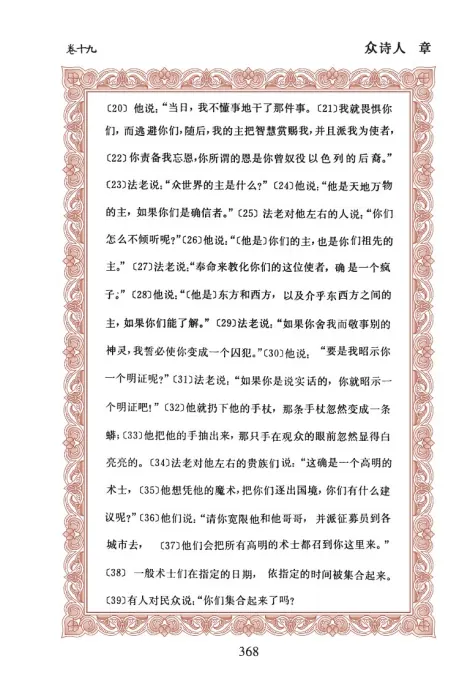 卷十九
众诗人 章
〔20〕他说:“当日,我不懂事地干了那件事。〔21〕我就畏惧你
们,而逃避你们,随后,我的主把智慧赏赐我,并且派我为使者,
〔22〕你责备我忘恩,你所谓的恩是你曾奴役以色列的后裔。”
〔23〕法老说:“众世界的主是什么?”〔24〕他说:“他是天地万物
的主,如果你们是确信者。”〔25〕法老对他左右的人说:“你们
怎么不倾听呢?”〔26〕他说:“〔他是〕你们的主,也是你们祖先的
主。”〔27〕法老说:“奉命来教化你们的这位使者,确是一个疯
子。”〔28〕他说:“〔他是〕东方和西方,以及介乎东西方之间的
主,如果你们能了解。”〔29〕法老说:“如果你舍我而敬事别的
神灵,我誓必使你变成一个囚犯。”〔30〕他说:“要是我昭示你
一个明证呢?”〔31〕法老说:“如果你是说实话的,你就昭示一
个明证吧!”〔32〕他就扔下他的手杖,那条手杖忽然变成一条
蟒;〔33〕他把他的手抽出来,那只手在观众的眼前忽然显得白
亮亮的。〔34〕法老对他左右的贵族们说:“这确是一个高明的
术士,〔35〕他想凭他的魔术,把你们逐出国境,你们有什么建
议呢?”〔36〕他们说:“请你宽限他和他哥哥,并派征募员到各
城市去,〔37〕他们会把所有高明的术士都召到你这里来。”
〔38〕一般术士们在指定的日期,依指定的时间被集合起来。
〔39〕有人对民众说:“你们集合起来了吗?
368